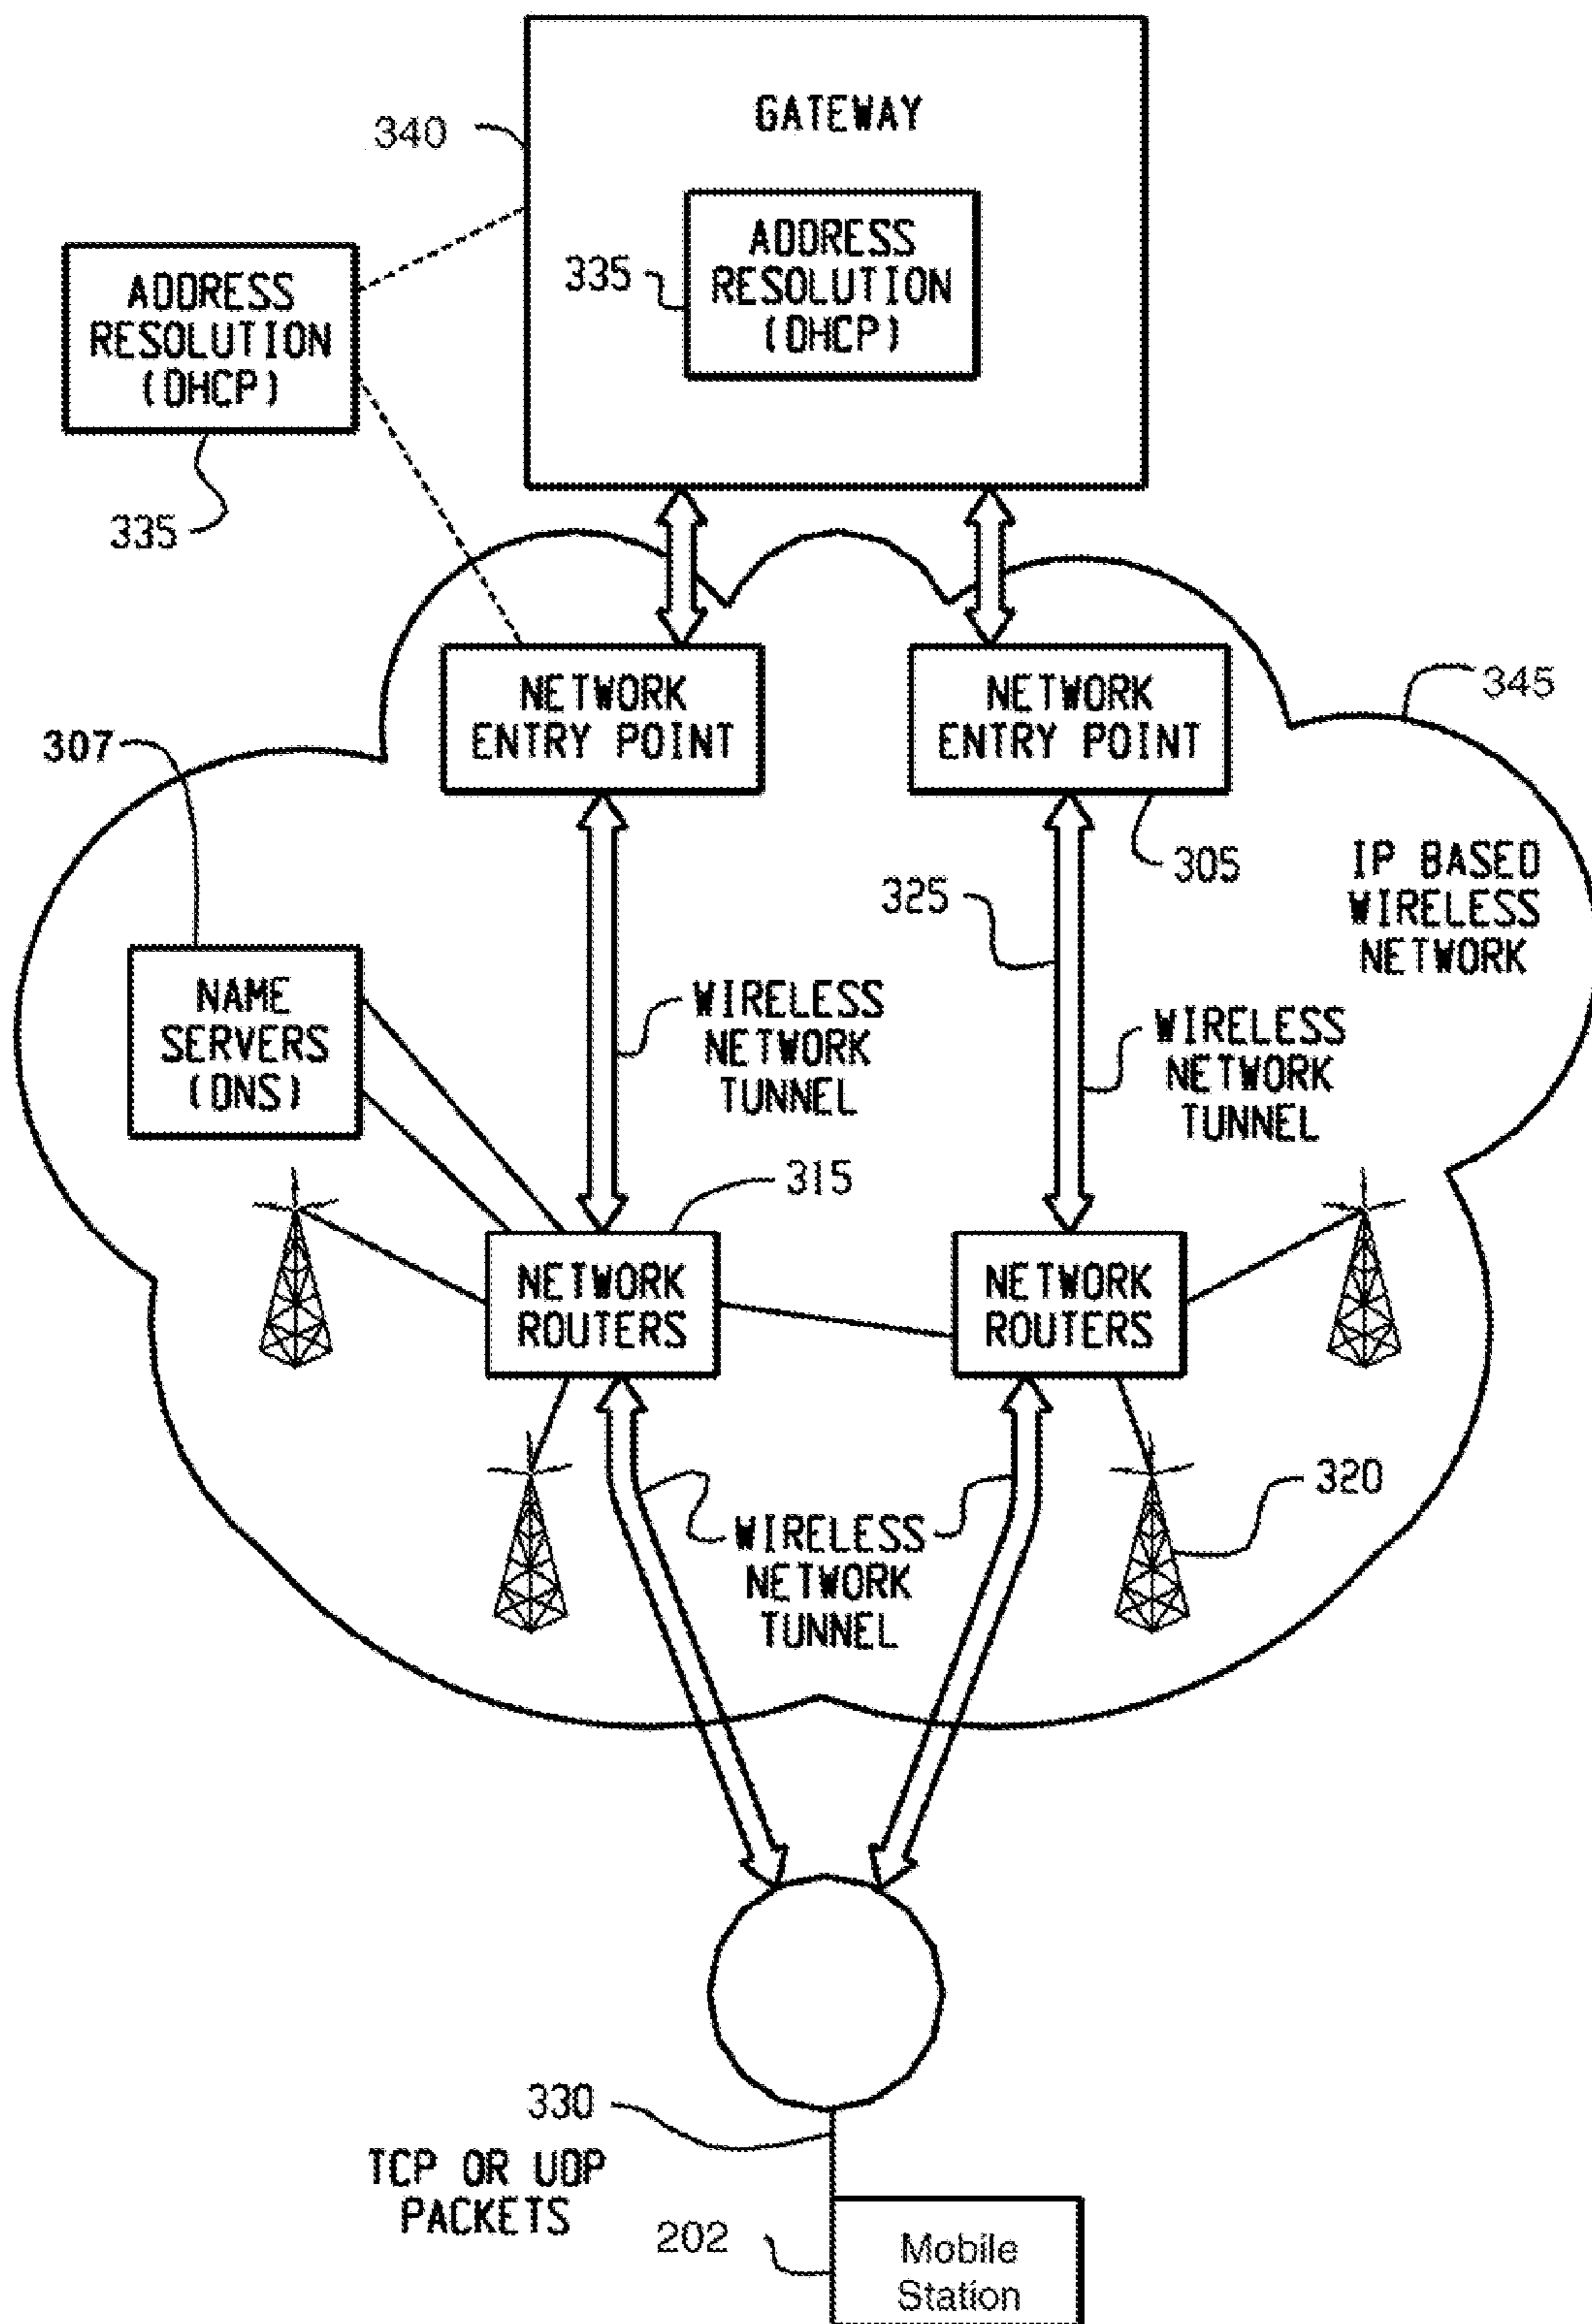 GATEWAY
340
ADDRESS
RESOLUTION
(DHCP)
335
ADDRESS
RESOLUTION
(DHCP)
335
NETWORK
ENTRY POINT
NETWORK
ENTRY POINT
345
307
305
325
IP BASED
WIRELESS
NETWORK
NAME
SERVERS
(DNS)
WIRELESS
NETWORK
TUNNEL
WIRELESS
NETWORK
TUNNEL
315
NETWORK
ROUTERS
NETWORK
ROUTERS
320
WIRELESS
NETWORK
TUNNEL
330
TCP OR UDP
PACKETS
202
Mobile
Station